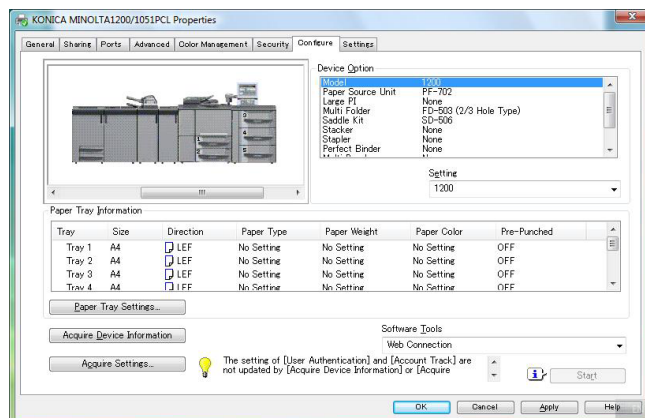 KONICA MINOLTA1200/1051PCL Properties
General Sharing Ports Advanced Color Management Security Configure Settings
Device Option
Model 1200
Paper Source Unit PF-702
Large PI None
Multi Folder FD-503 (2/3 Hole Type)
Saddle Kit SD-506
Stacker None
Stapler None
Perfect Binder None
Setting
1200
Paper Tray Information
Tray Size Direction Paper Type Paper Weight Paper Color Pre-Punched
Tray 1 A4 LEF No Setting No Setting No Setting OFF
Tray 2 A4 LEF No Setting No Setting No Setting OFF
Tray 3 A4 LEF No Setting No Setting No Setting OFF
Tray 4 A4 LEF No Setting No Setting No Setting OFF
Paper Tray Settings...
Acquire Device Information
Software Tools
Web Connection
Acquire Settings...
The setting of [User Authentication] and [Account Track] are
not updated by [Acquire Device Information] or [Acquire
Start
OK Cancel Apply Help